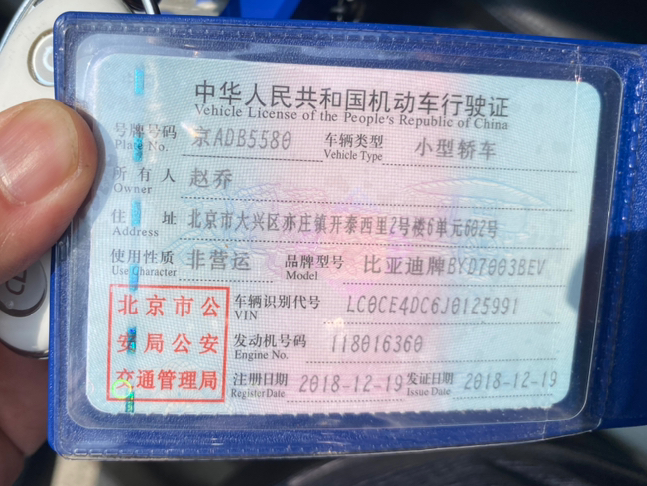 中华人民共和国机动车行驶证
Vehicle License of the People's Republic of China
号牌号码 京ADB5580 车辆类型 小型轿车
Plate No. Vehicle Type
所有人 赵乔
Owner
住址 北京市大兴区亦庄镇开泰西里2号楼6单元602号
Address
使用性质 非营运 品牌型号 比亚迪牌BYD7003BEV
Use Character Model
北京市公 车辆识别代号 LC0CE4DC6J0125991
VIN
安局公安 发动机号码 118016360
Engine No.
交通管理局 注册日期 2018-12-19 发证日期 2018-12-19
Register Date Issue Date